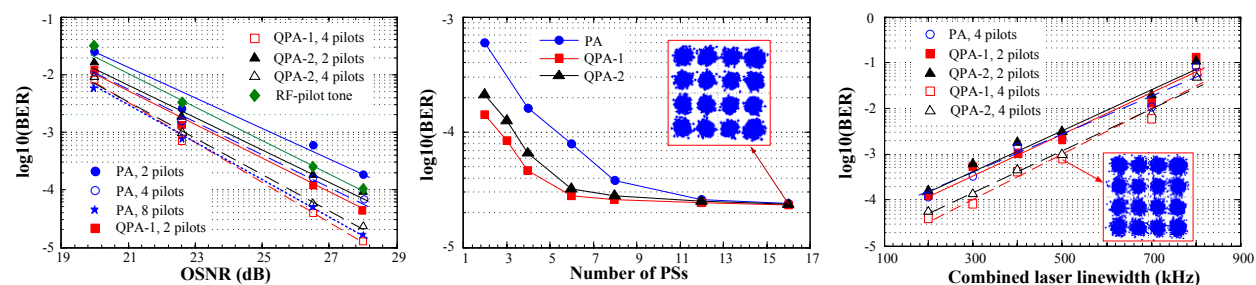 log10(BER)
-1
-2
-3
-4
-5
19
21
23
25
27
29
OSNR (dB)
QPA-1, 4 pilots
QPA-2, 2 pilots
QPA-2, 4 pilots
RF-pilot tone
PA, 2 pilots
PA, 4 pilots
PA, 8 pilots
QPA-1, 2 pilots
log10(BER)
-3
-4
-5
1
3
5
7
9
11
13
15
17
Number of PSs
PA
QPA-1
QPA-2
log10(BER)
-0
-1
-2
-3
-4
-5
100
300
500
700
900
Combined laser linewidth (kHz)
PA, 4 pilots
QPA-1, 2 pilots
QPA-2, 2 pilots
QPA-1, 4 pilots
QPA-2, 4 pilots